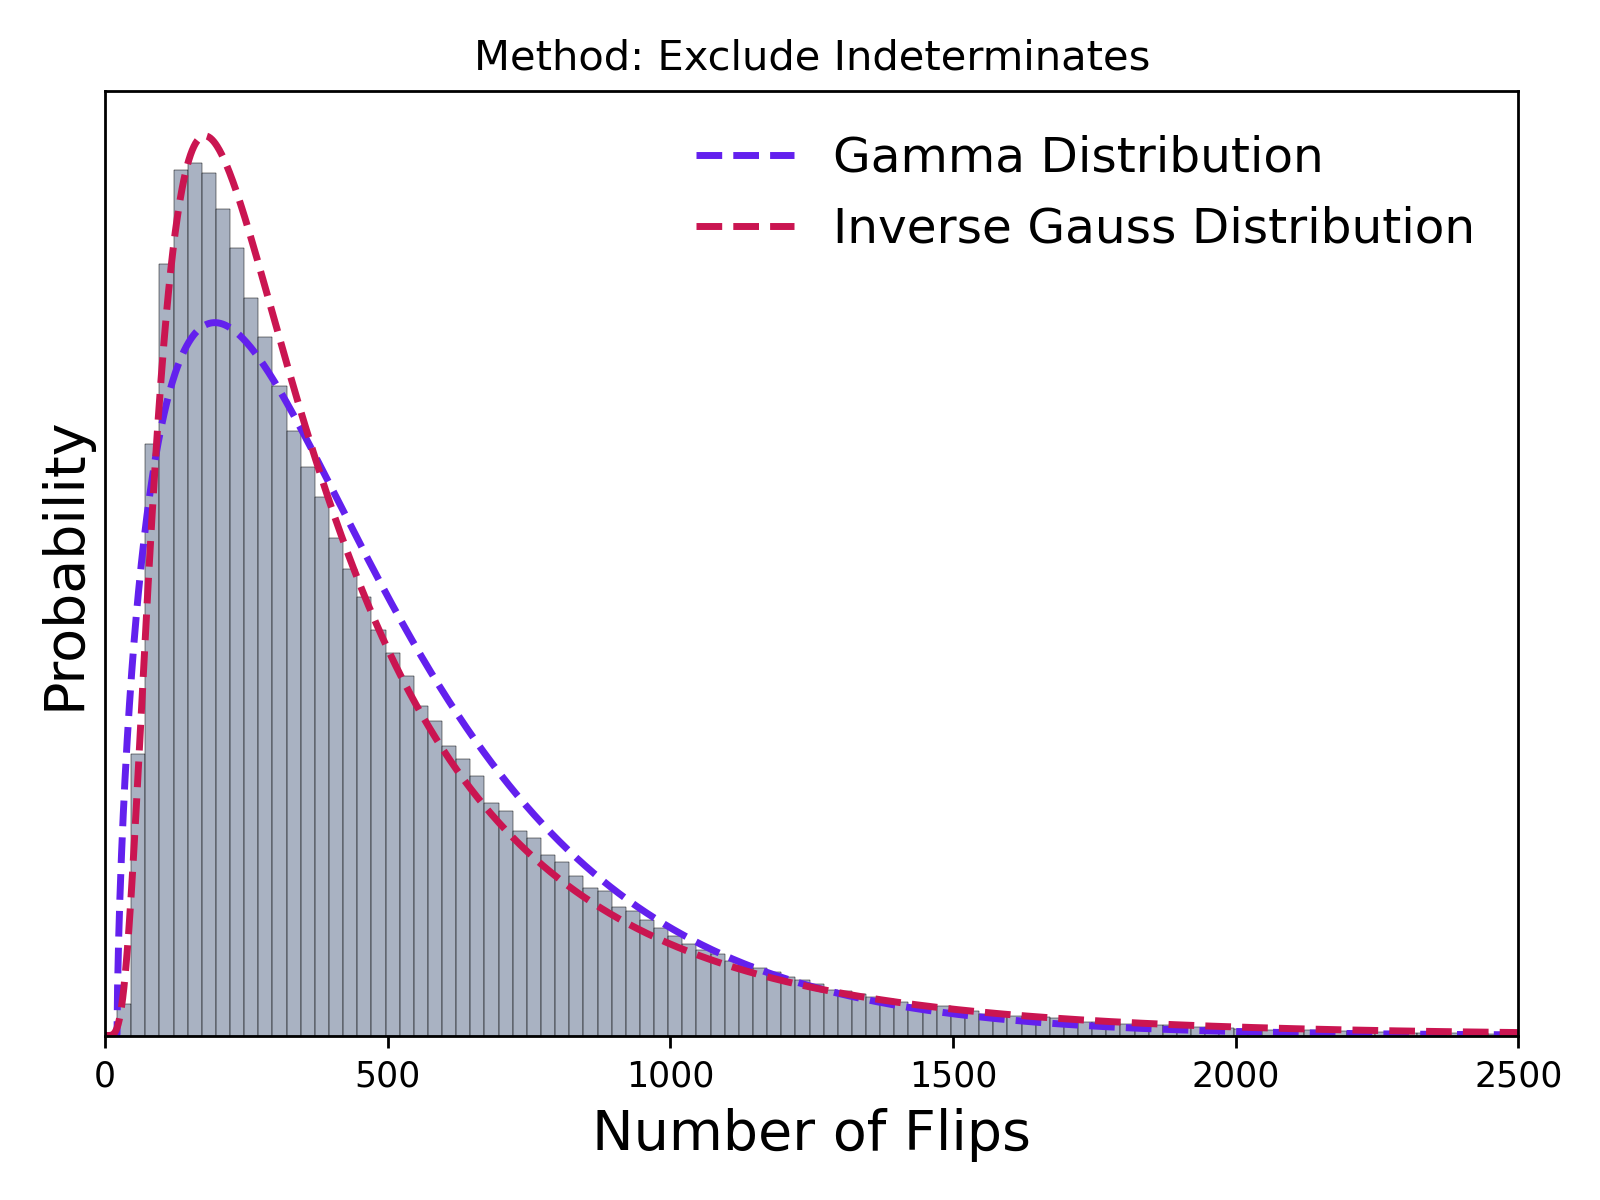 Method: Exclude Indeterminates
Gamma Distribution
Inverse Gauss Distribution
Probability
0 500 1000 1500 2000 2500
Number of Flips